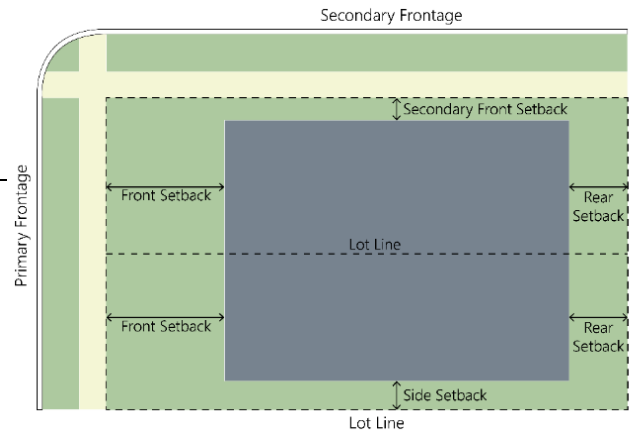 Secondary Frontage
Secondary Front Setback
Primary Frontage
Front Setback
Rear
Setback
Lot Line
Front Setback
Rear
Setback
Side Setback
Lot Line